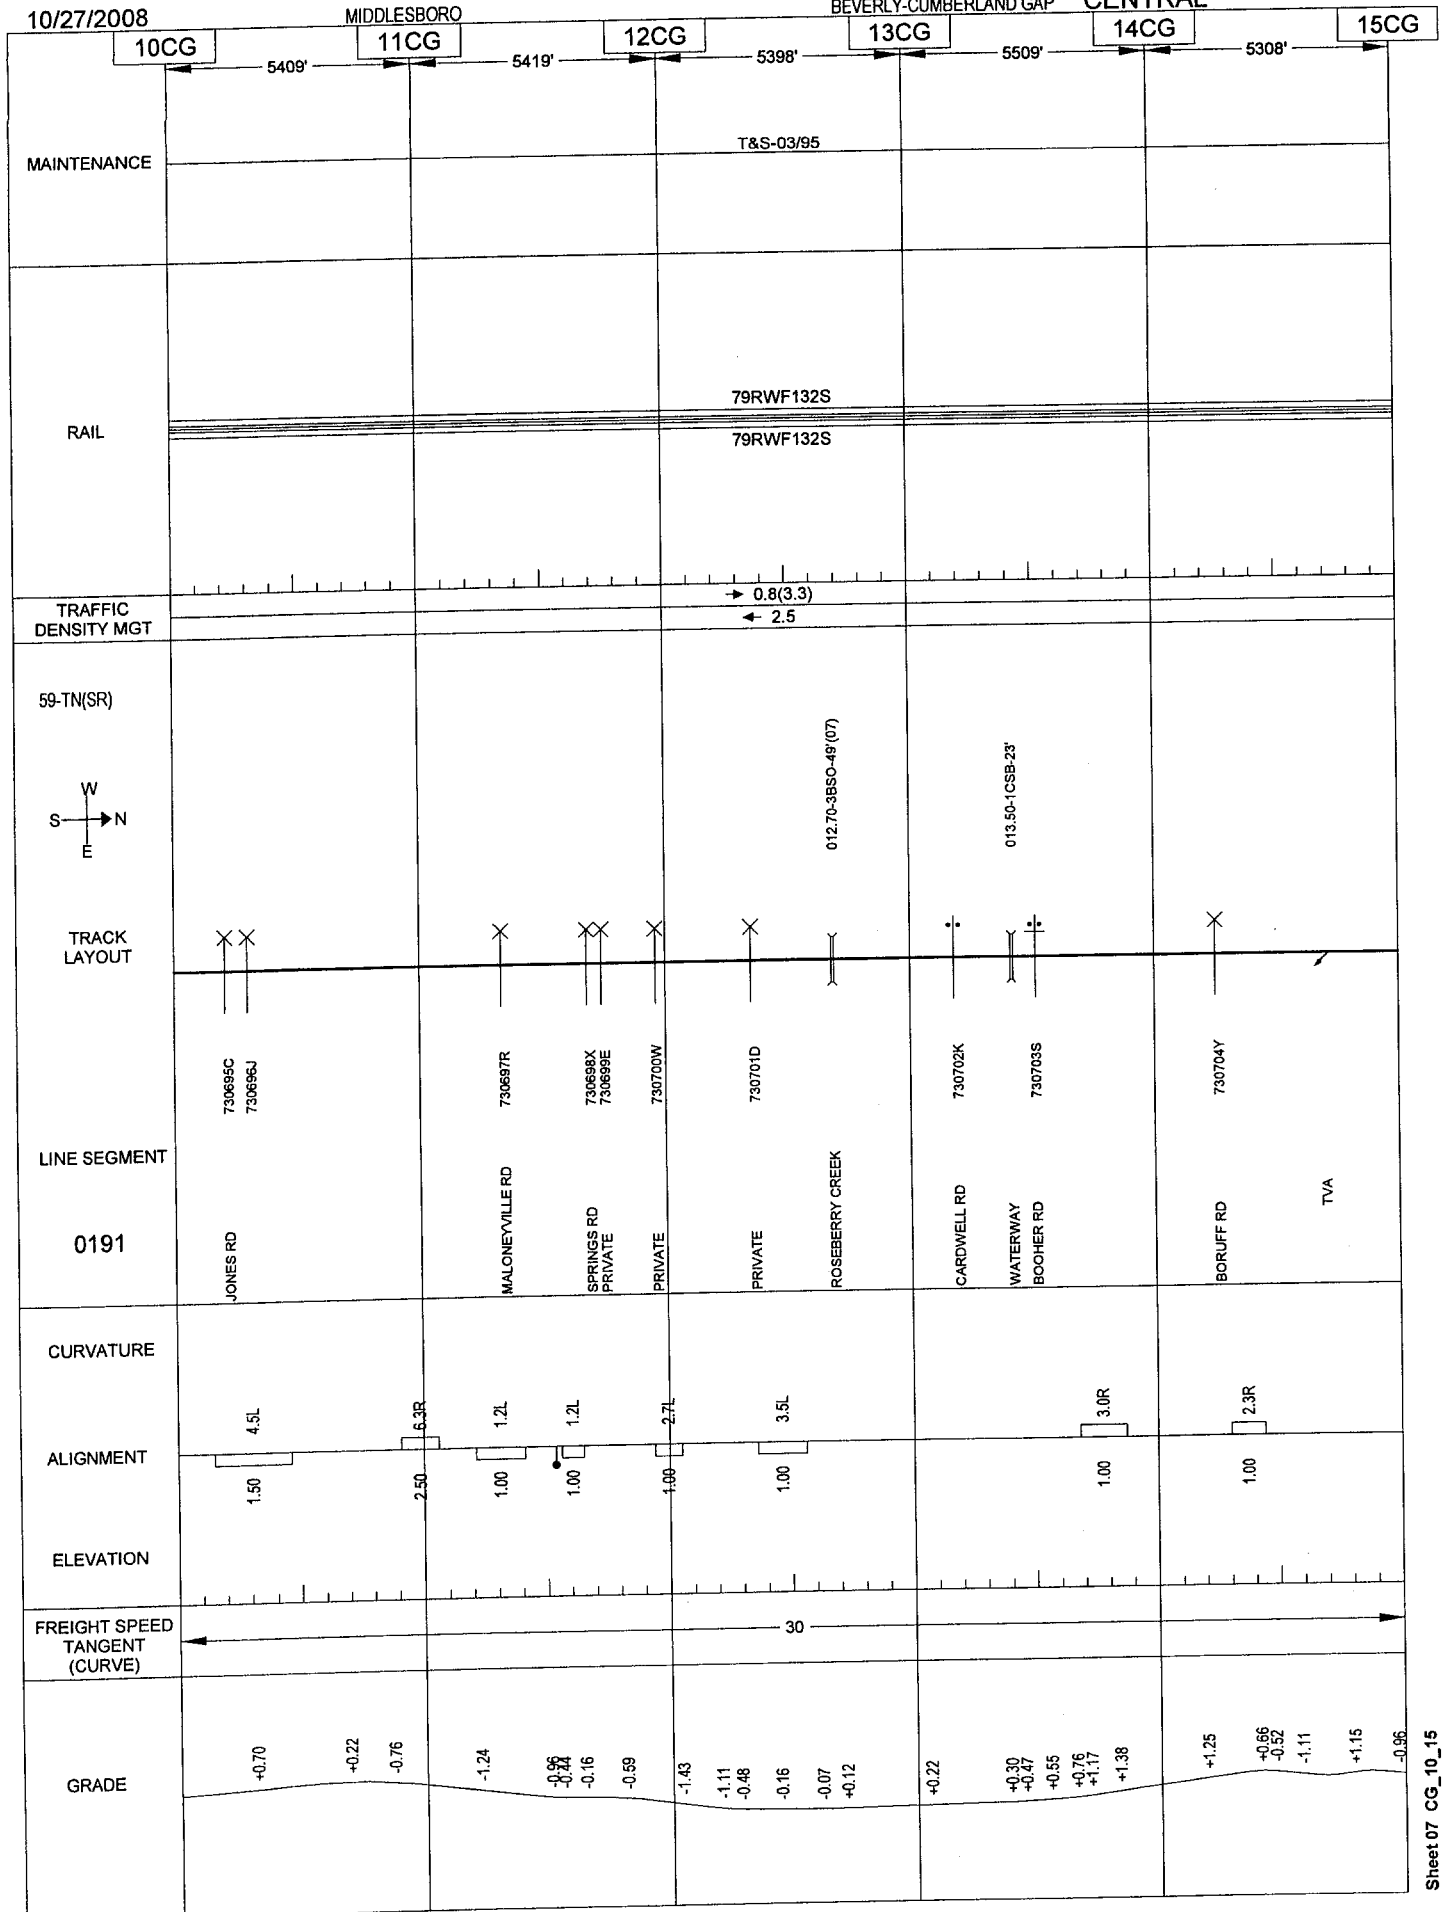 10/27/2008
MIDDLESBORO
BEVERLY-CUMBERLAND GAP CENTRAL
10CG 11CG 12CG 13CG 14CG 15CG
5409' 5419' 5398' 5509' 5308'
MAINTENANCE
T&S-03/95
RAIL
79RWF132S
79RWF132S
TRAFFIC
DENSITY MGT
0.8(3.3)
2.5
59-TN(SR)
W
S N
E
012.70-3BSO-49'(07)
013.50-1CSB-23'
TRACK
LAYOUT
730695C
730696J
730697R
730698X
730699E
730700W
730701D
730702K
730703S
730704Y
LINE SEGMENT
0191
JONES RD
MALONEYVILLE RD
SPRINGS RD
PRIVATE
PRIVATE
PRIVATE
ROSEBERRY CREEK
CARDWELL RD
WATERWAY
BOOHER RD
BORUFF RD
TVA
CURVATURE
4.5L 6.3R 1.2L 1.2L 2.7L 3.5L 3.0R 2.3R
ALIGNMENT
1.50 2.50 1.00 1.00 1.00 1.00 1.00 1.00
ELEVATION
FREIGHT SPEED
TANGENT
(CURVE)
30
GRADE
+0.70 +0.22 -0.76 -1.24 -0.96 -0.44 -0.16 -0.59 -1.43 -1.11 -0.48 -0.16 -0.07 +0.12 +0.22 +0.30 +0.47 +0.55 +0.76 +1.17 +1.38 +1.25 +0.66 -0.52 -1.11 +1.15 -0.96
Sheet 07 CG_10_15